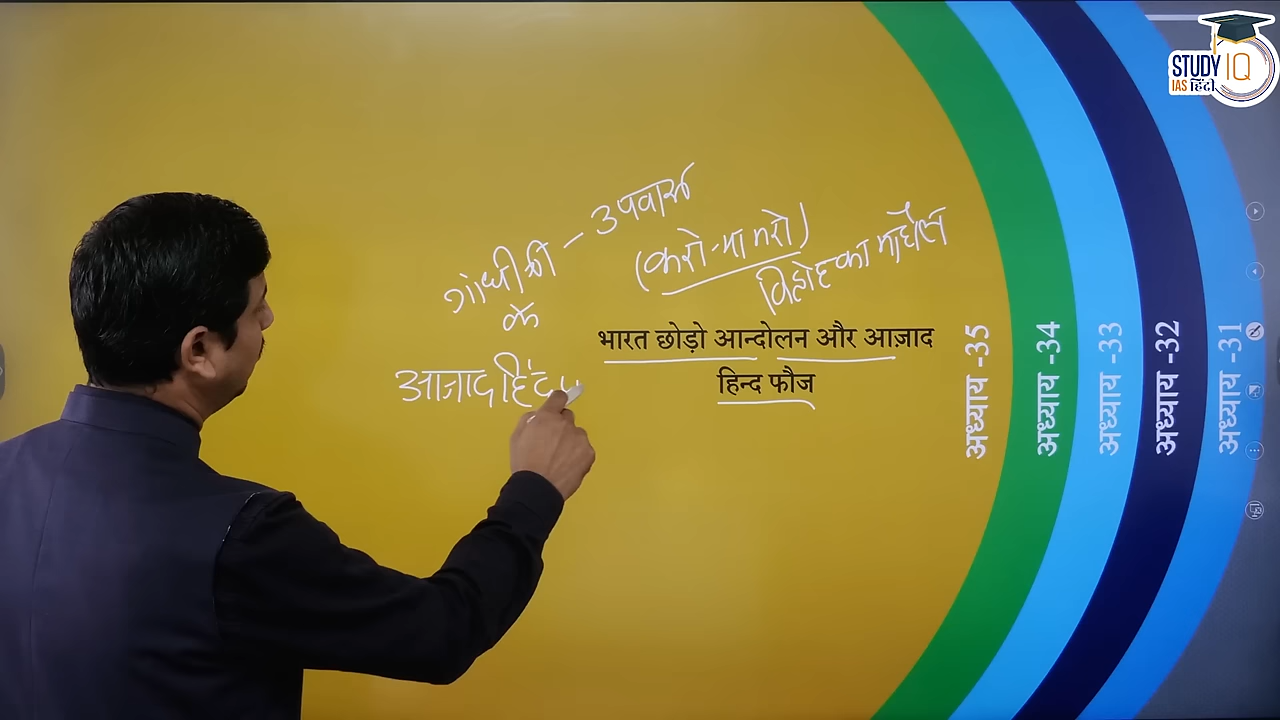 STUDY IQ
IAS हिंदी
गांधीजी - उपवास
के
(करो-या मरो)
विद्रोह का माहौल
भारत छोड़ो आन्दोलन और आज़ाद
हिन्द फौज
आजाद हिंद
अध्याय -35
अध्याय -34
अध्याय -33
अध्याय -32
अध्याय -31